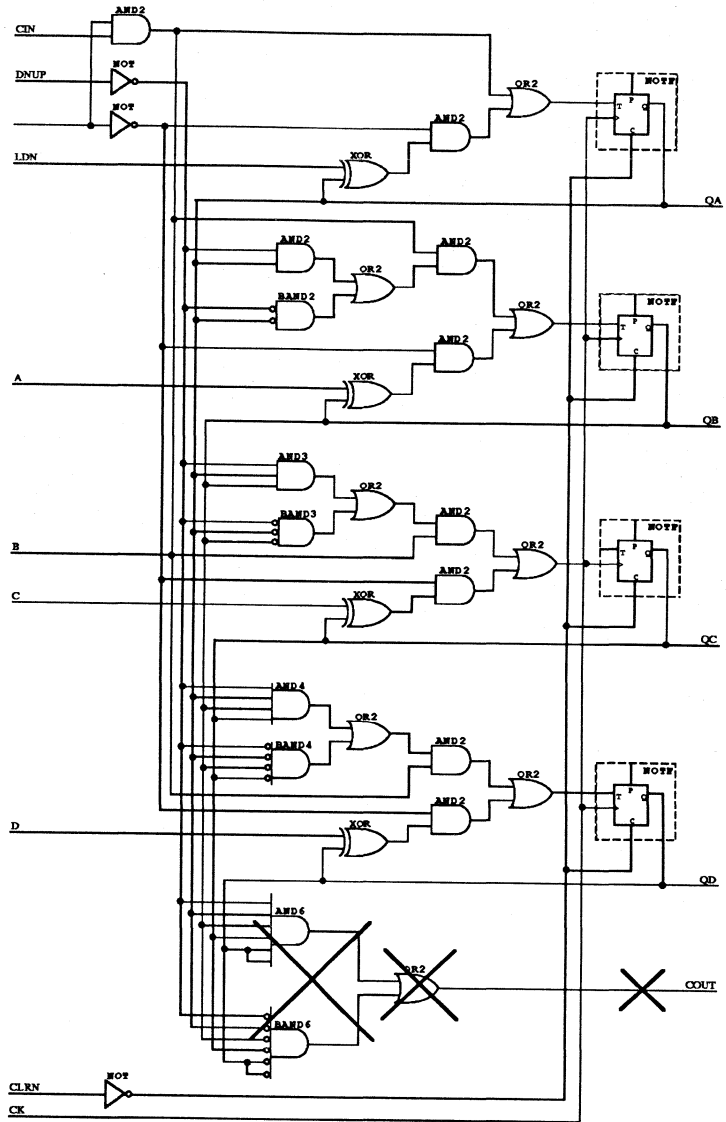 AND2
CIN
NOT
DNUP
NOT
OR2
NOTF
T P Q
C
AND2
LDN
XOR
QA
AND2
AND2
OR2
OR2
BAND2
NOTF
T P Q
C
AND2
A
XOR
QB
AND3
OR2
BAND3
AND2
OR2
NOTF
T P Q
C
B
AND2
C
XOR
QC
AND4
OR2
BAND4
AND2
OR2
NOTF
T P Q
C
AND2
D
XOR
QD
AND6
OR2
COUT
BAND6
NOT
CLRN
CK